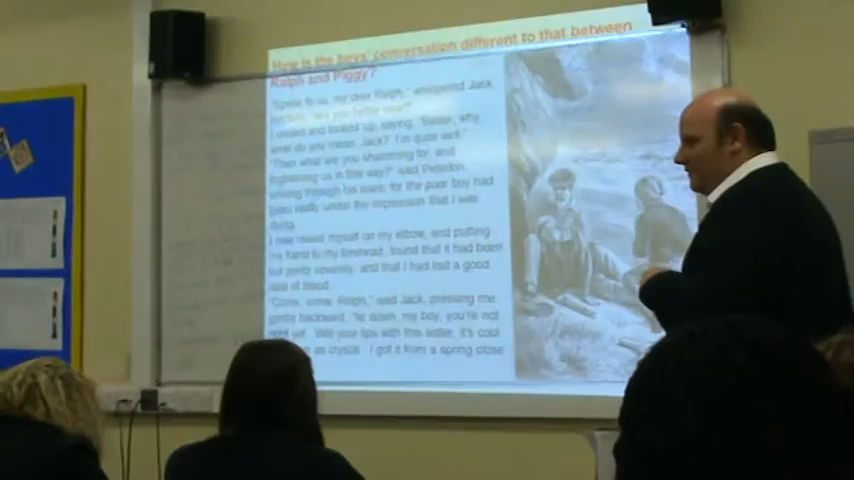 How is the boys' conversation different to that between
Ralph and Piggy?
"Speak to us, my dear Ralph," whispered Jack,
tenderly, "are you better now?"
I smiled and looked up, saying, "Better; why,
what do you mean, Jack? I'm quite well."
"Then what are you shamming for, and
frightening us in this way?" said Peterkin,
smiling through his tears; for the poor boy had
been really under the impression that I was
dying.
I now raised myself on my elbow, and putting
my hand to my forehead, found that it had been
cut pretty severely, and that I had lost a good
deal of blood.
"Come, come, Ralph," said Jack, pressing me
gently backward, "lie down, my boy; you're not
right yet. Wet your lips with this water, it's cool
as crystal. I got it from a spring close